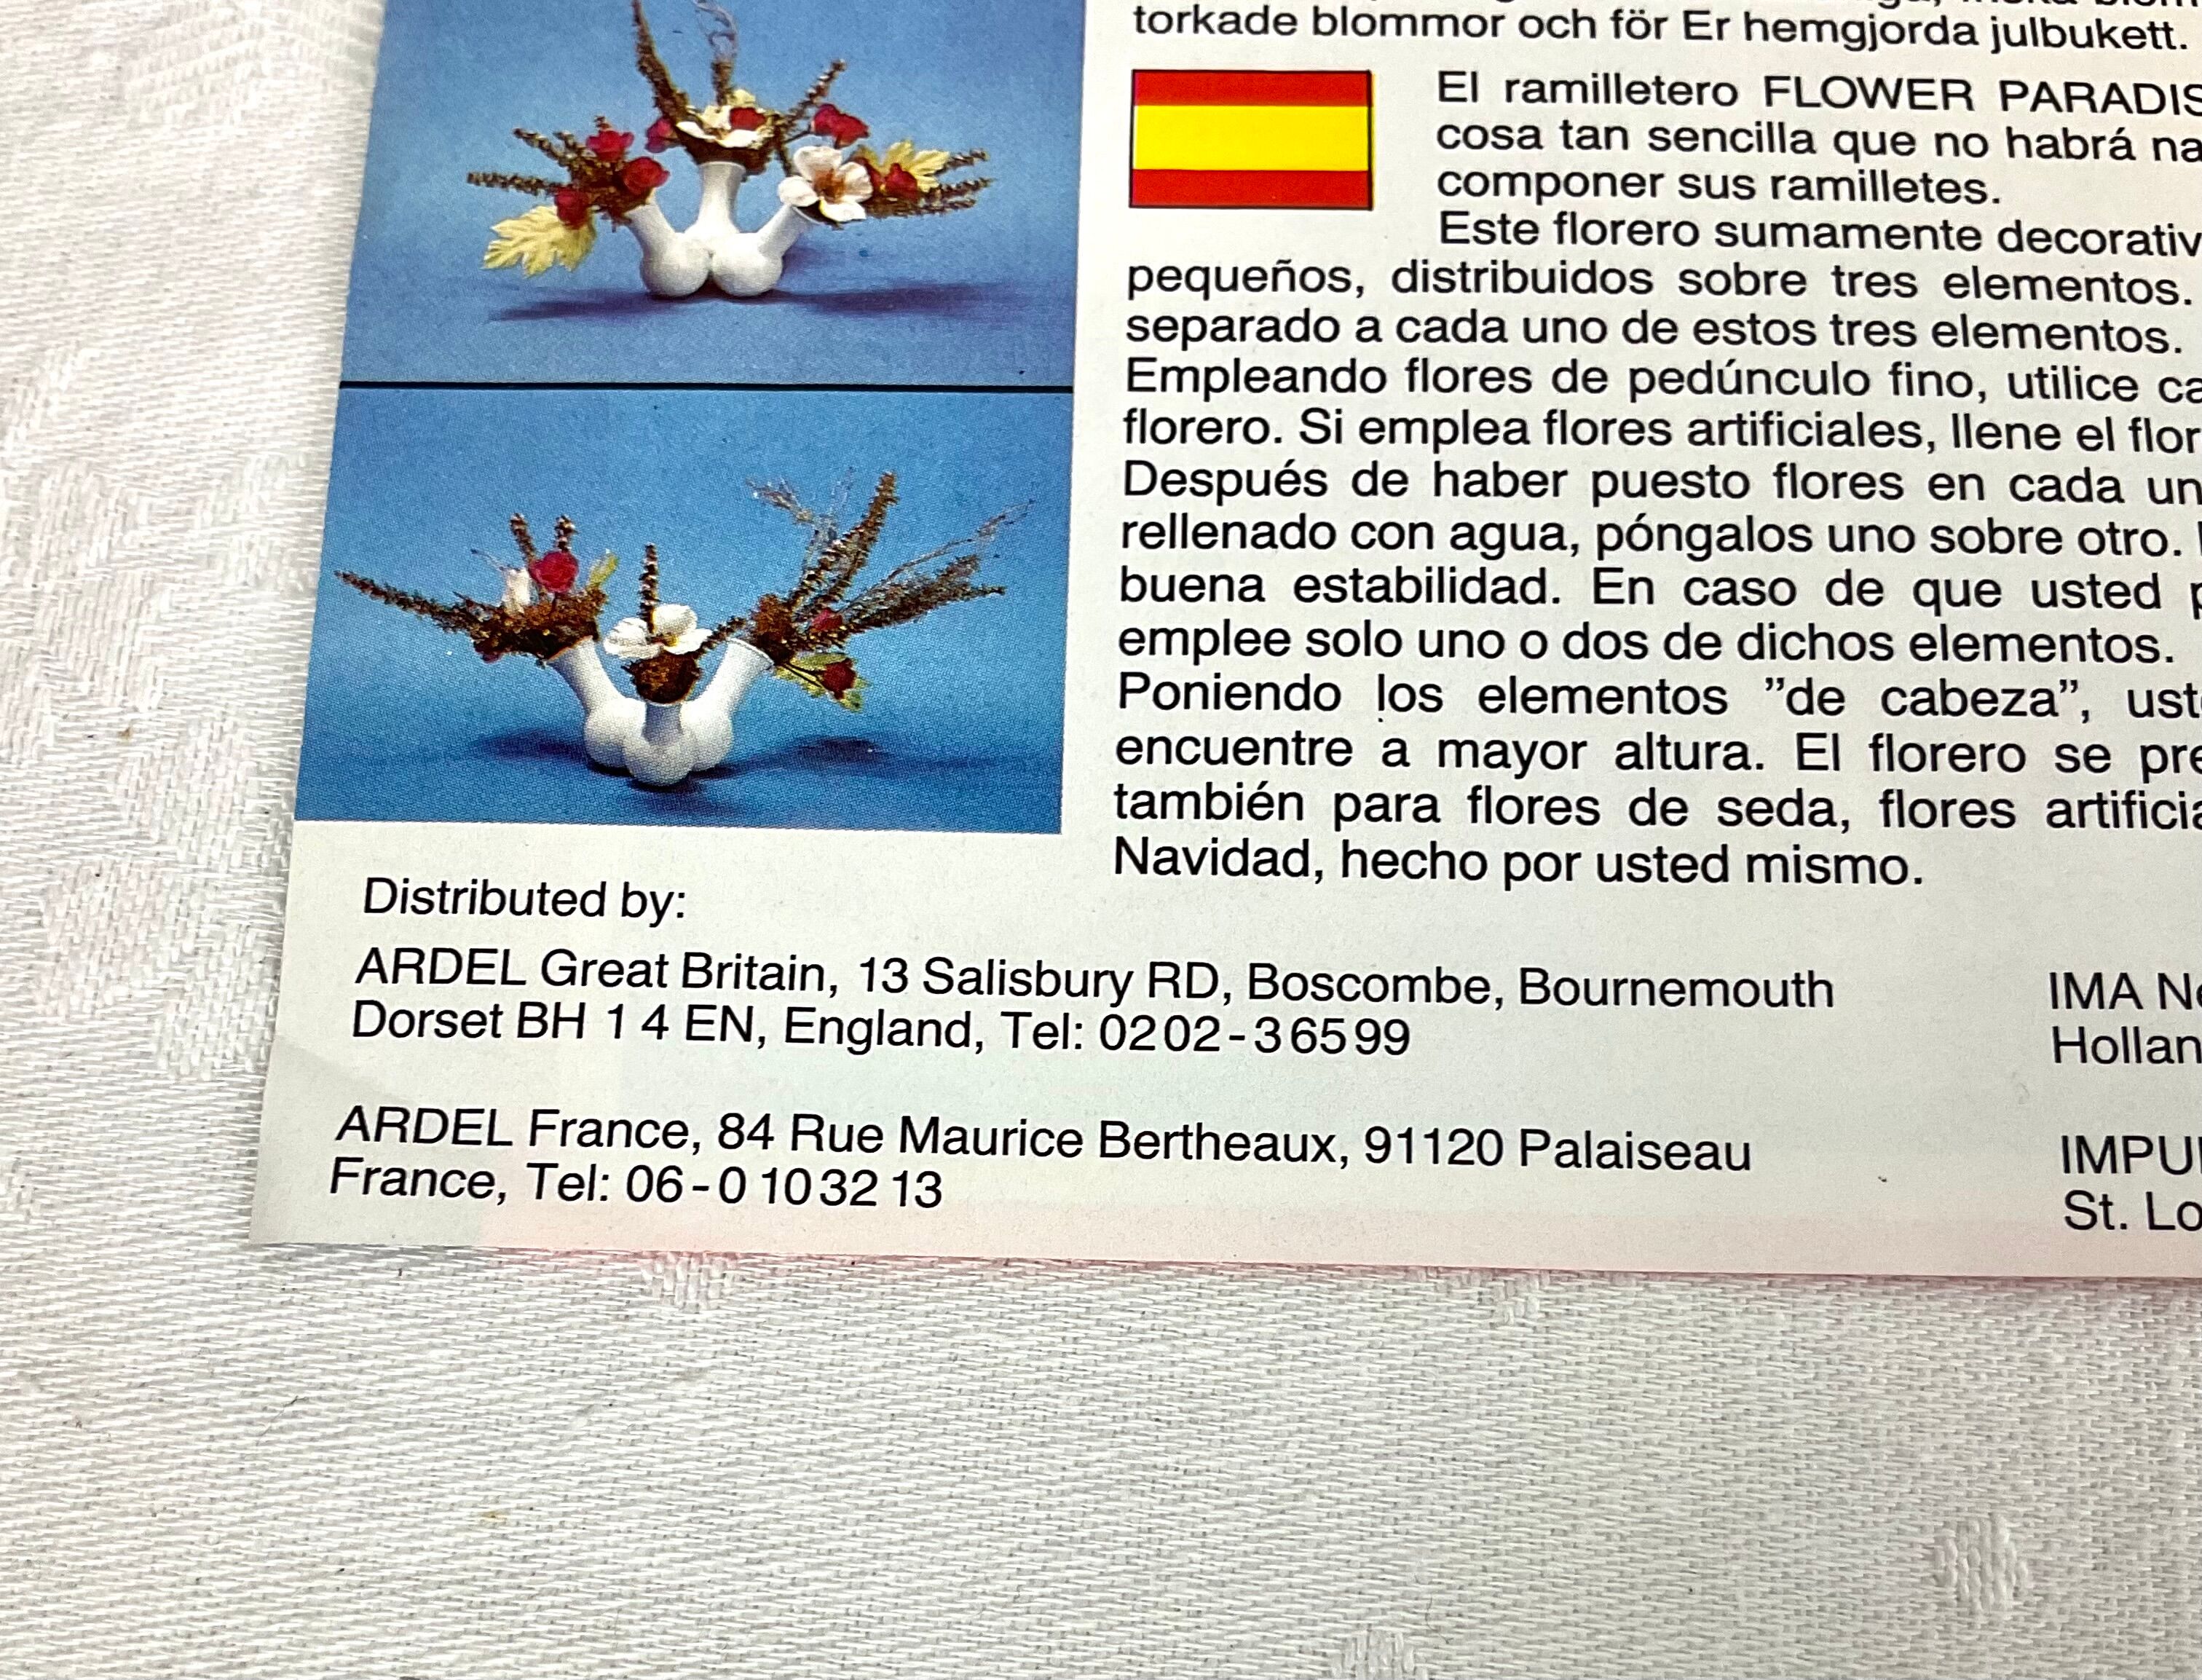 torkade blommor och för Er hemgjorda julbukett.
El ramilletero FLOWER PARADIS
cosa tan sencilla que no habrá na
componer sus ramilletes.
Este florero sumamente decorativ
pequeños, distribuidos sobre tres elementos.
separado a cada uno de estos tres elementos.
Empleando flores de pedúnculo fino, utilice ca
florero. Si emplea flores artificiales, llene el flor
Después de haber puesto flores en cada un
rellenado con agua, póngalos uno sobre otro.
buena estabilidad. En caso de que usted p
emplee solo uno o dos de dichos elementos.
Poniendo los elementos ”de cabeza”, uste
encuentre a mayor altura. El florero se pre
también para flores de seda, flores artificia
Navidad, hecho por usted mismo.
Distributed by:
ARDEL Great Britain, 13 Salisbury RD, Boscombe, Bournemouth
Dorset BH 1 4 EN, England, Tel: 0202-36599
ARDEL France, 84 Rue Maurice Bertheaux, 91120 Palaiseau
France, Tel: 06-0103213
IMA Ne
Hollan
IMPU
St. Lo